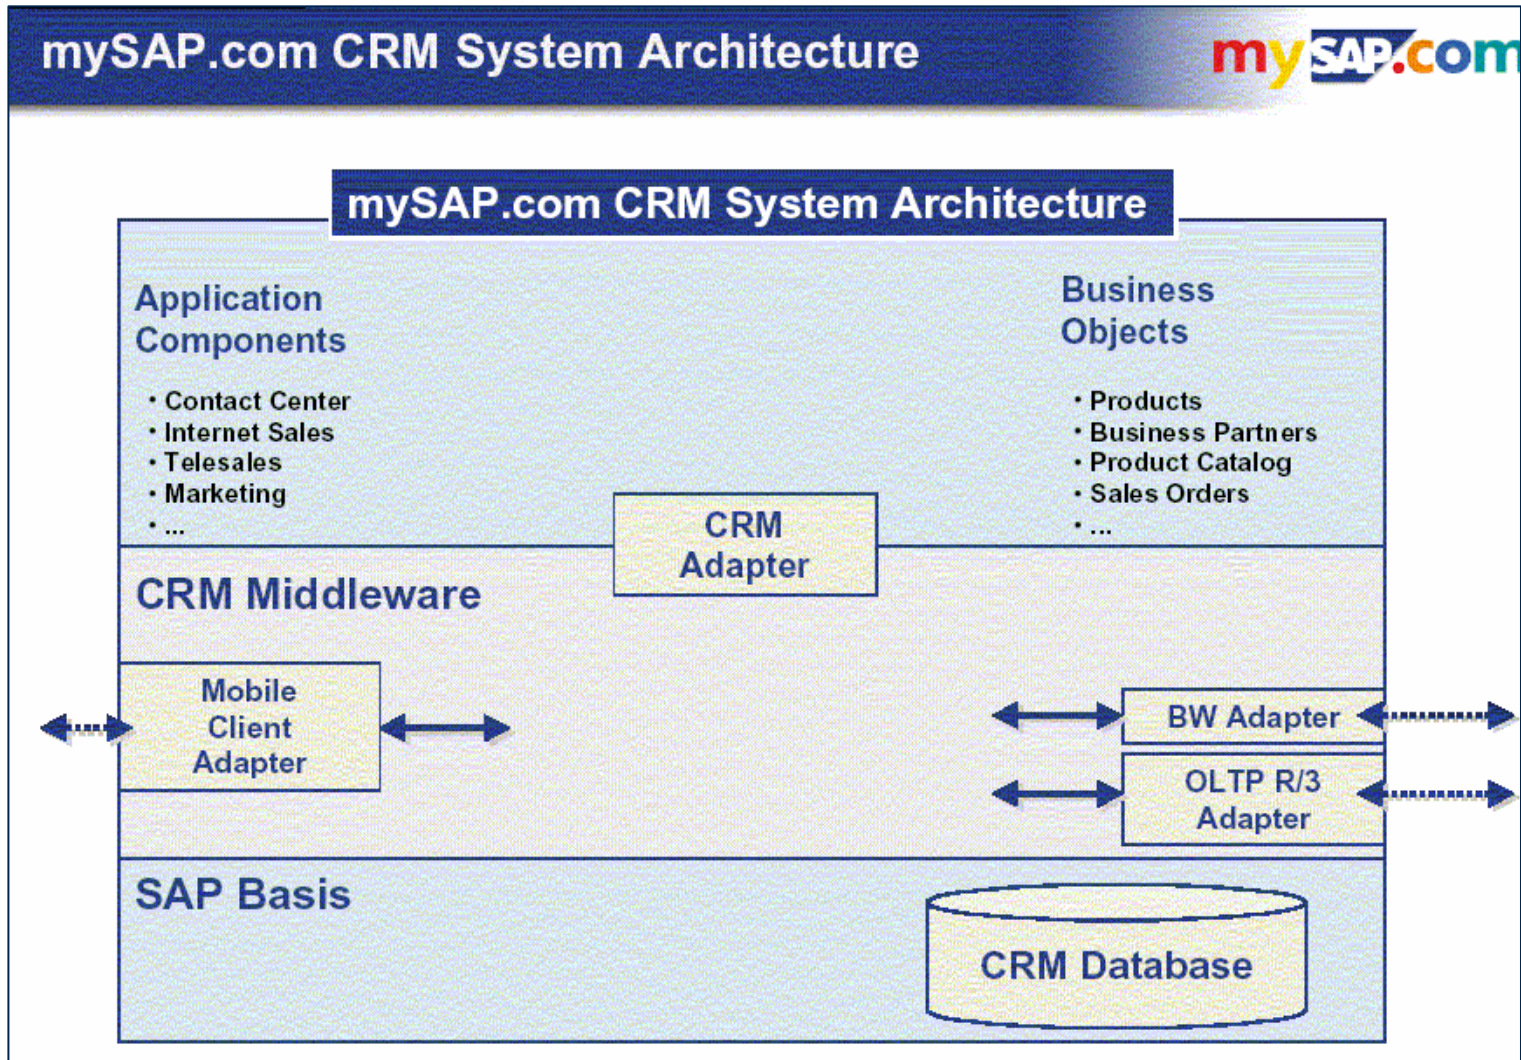 mySAP.com CRM System Architecture
mySAP.com
mySAP.com CRM System Architecture
Application
Components
• Contact Center
• Internet Sales
• Telesales
• Marketing
• ...
Business
Objects
• Products
• Business Partners
• Product Catalog
• Sales Orders
• ...
CRM
Adapter
CRM Middleware
Mobile
Client
Adapter
BW Adapter
OLTP R/3
Adapter
SAP Basis
CRM Database